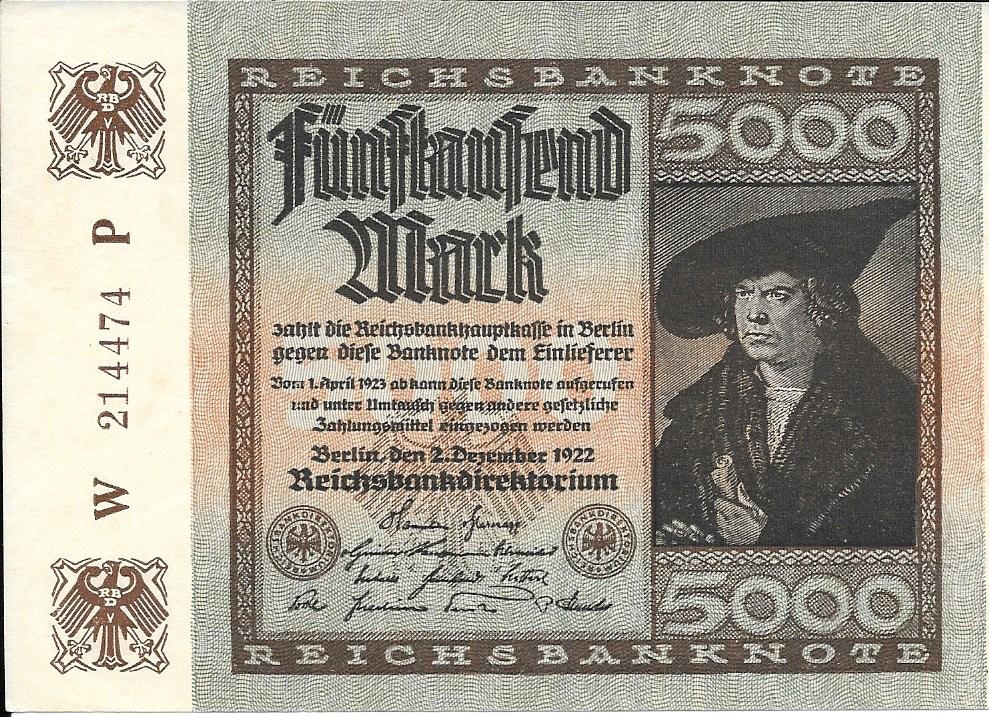 REICHSBANKNOTE
RBD
V
W 214474 P
RBD
V
Fünftausend
Mark
5000
zahlt die Reichsbankhauptkasse in Berlin
gegen diese Banknote dem Einlieferer
Vom 1. April 1923 ab kann diese Banknote aufgerufen
und unter Umtausch gegen andere gesetzliche
Zahlungsmittel eingezogen werden
Berlin, den 2. Dezember 1922
Reichsbankdirektorium
5000
REICHSBANKNOTE